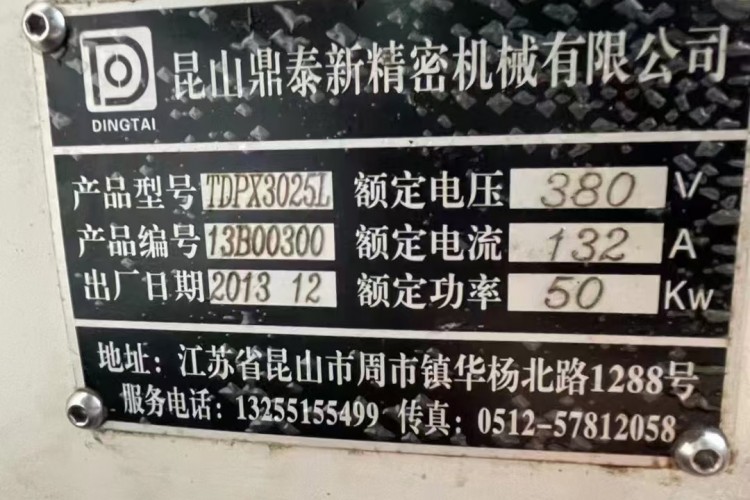 昆山鼎泰新精密机械有限公司
DINGTAI
产品型号 TDPX3025L 额定电压 380 V
产品编号 13B00300 额定电流 132 A
出厂日期 2013 12 额定功率 50 Kw
地址: 江苏省昆山市周市镇华杨北路1288号
服务电话: 13255155499 传真: 0512-57812058